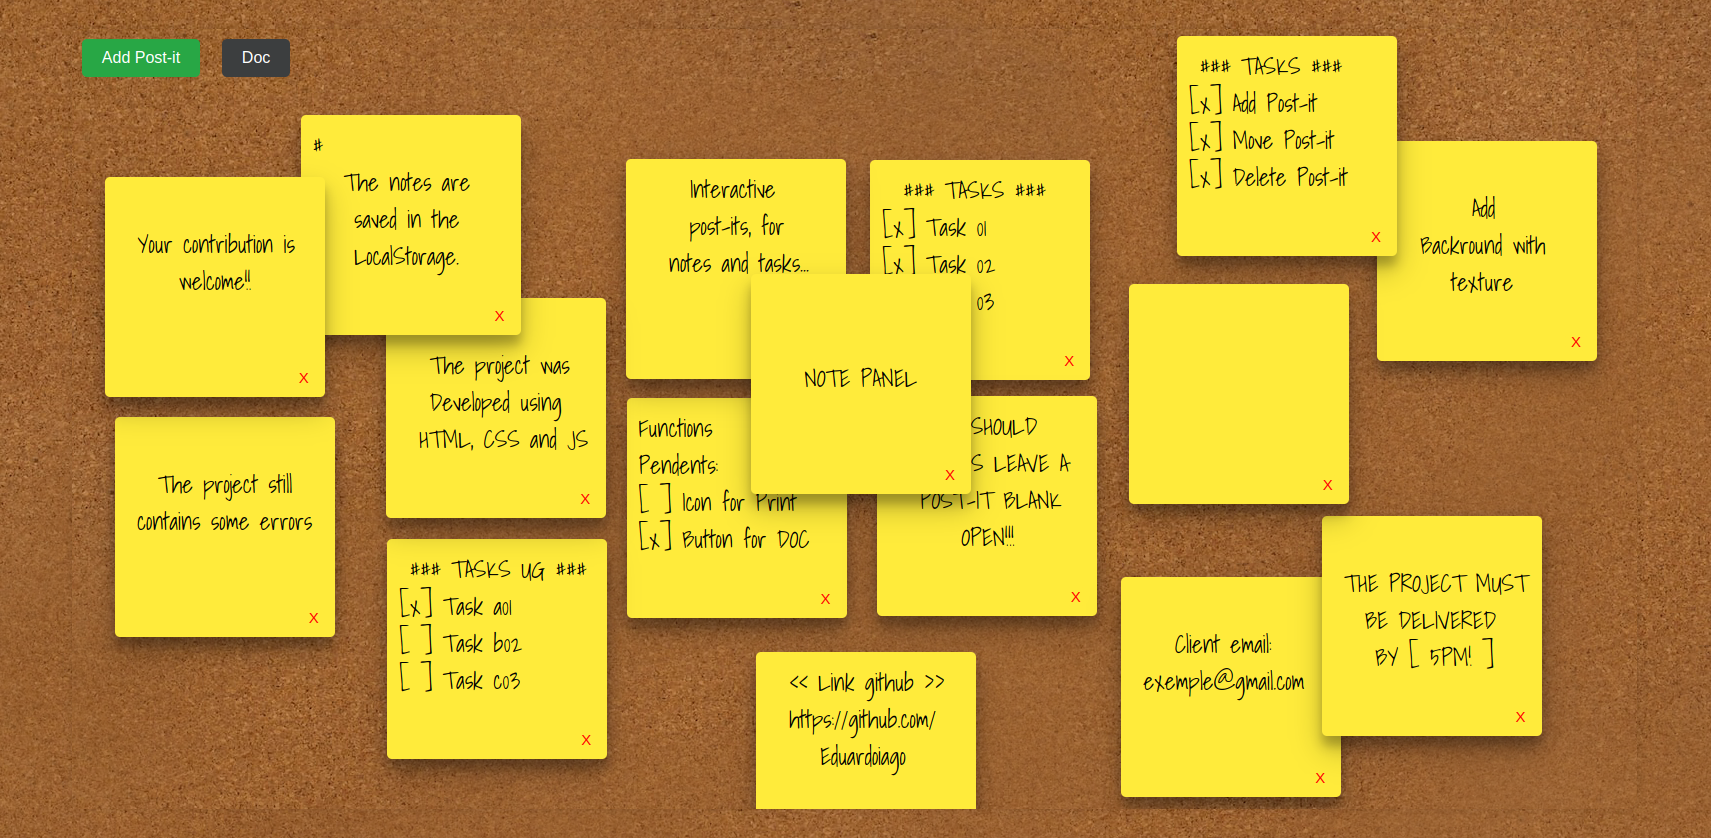 Add Post-it
Doc
### TASKS ###
[x] Add Post-it
[x] Move Post-it
[x] Delete Post-it
x
#
The notes are
saved in the
LocalStorage.
x
Your contribution is
welcome!!
x
Interactive
post-its, for
notes and tasks...
### TASKS ###
[x] Task 01
[x] Task 02
03
x
Add
Backround with
texture
x
The project was
Developed using
HTML, CSS and JS
x
NOTE PANEL
x
x
The project still
contains some errors
x
Functions
Pendents:
[ ] Icon for Print
[x] Button for DOC
x
SHOULD
S LEAVE A
POST-IT BLANK
OPEN!!!
x
### TASKS UG ###
[x] Task a01
[ ] Task b02
[ ] Task c03
x
<< Link github >>
https://github.com/
Eduardoiago
Client email:
exemple@gmail.com
x
THE PROJECT MUST
BE DELIVERED
BY [ 5PM! ]
x